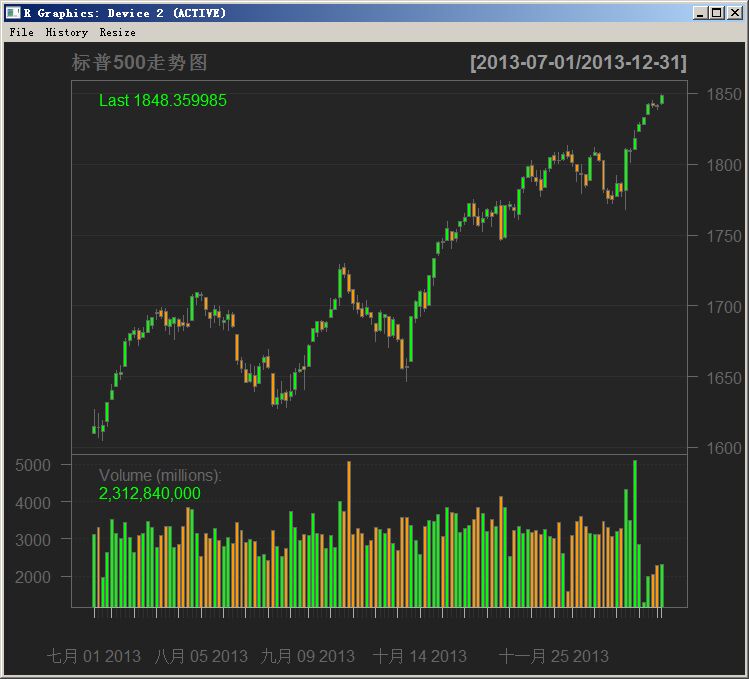 R Graphics: Device 2 (ACTIVE)
File History Resize
标普500走势图 [2013-07-01/2013-12-31]
Last 1848.359985
1850
1800
1750
1700
1650
1600
Volume (millions):
2,312,840,000
5000
4000
3000
2000
七月 01 2013 八月 05 2013 九月 09 2013 十月 14 2013 十一月 25 2013